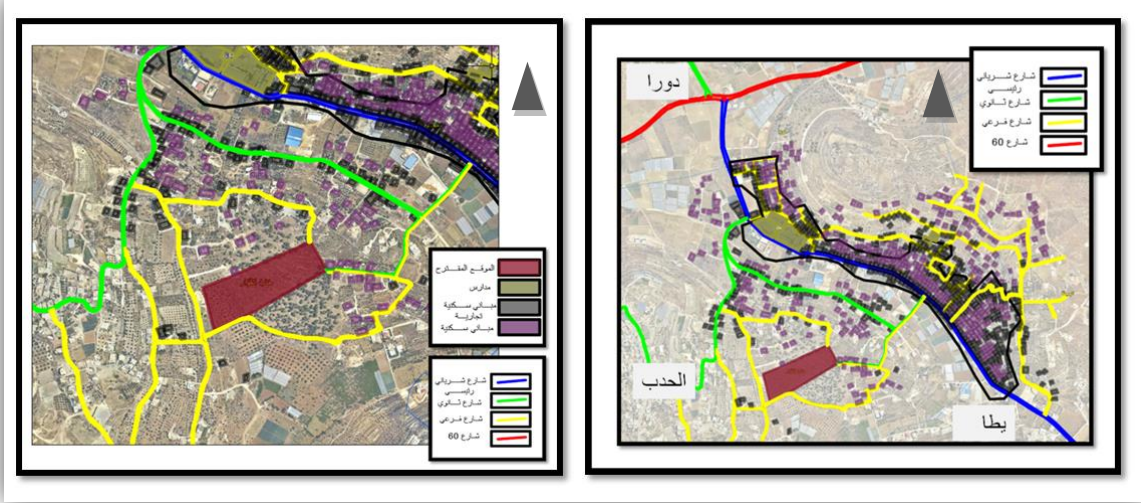 الموقع المقترح
مدارس
مباني سكنية
تجارية
مباني سكنية
شارع شرياني
رئيسي
شارع ثانوي
شارع فرعي
شارع 60
دورا
شارع شرياني
رئيسي
شارع ثانوي
شارع فرعي
شارع 60
الحدب
يطا